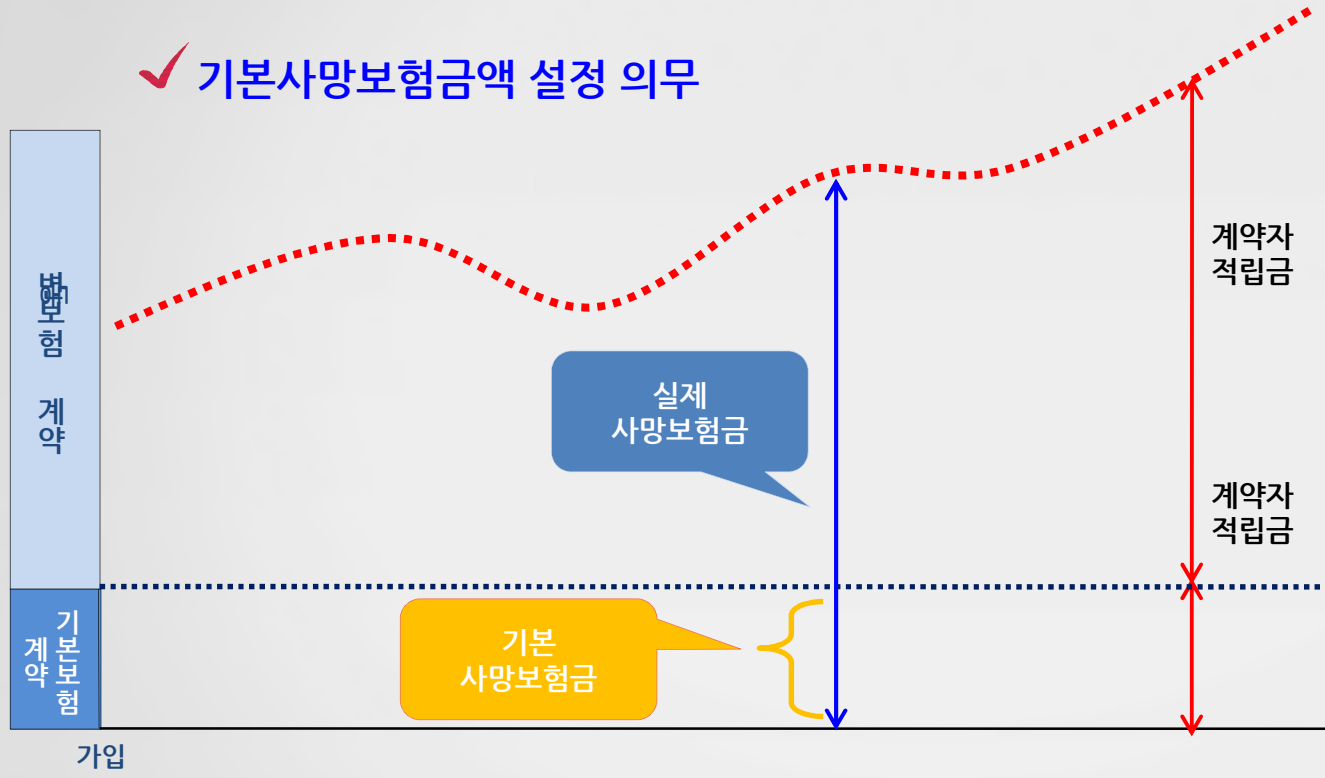 기본사망보험금액 설정 의무
변액보험 계약
기본보험
계약
가입
실제
사망보험금
기본
사망보험금
계약자
적립금
계약자
적립금